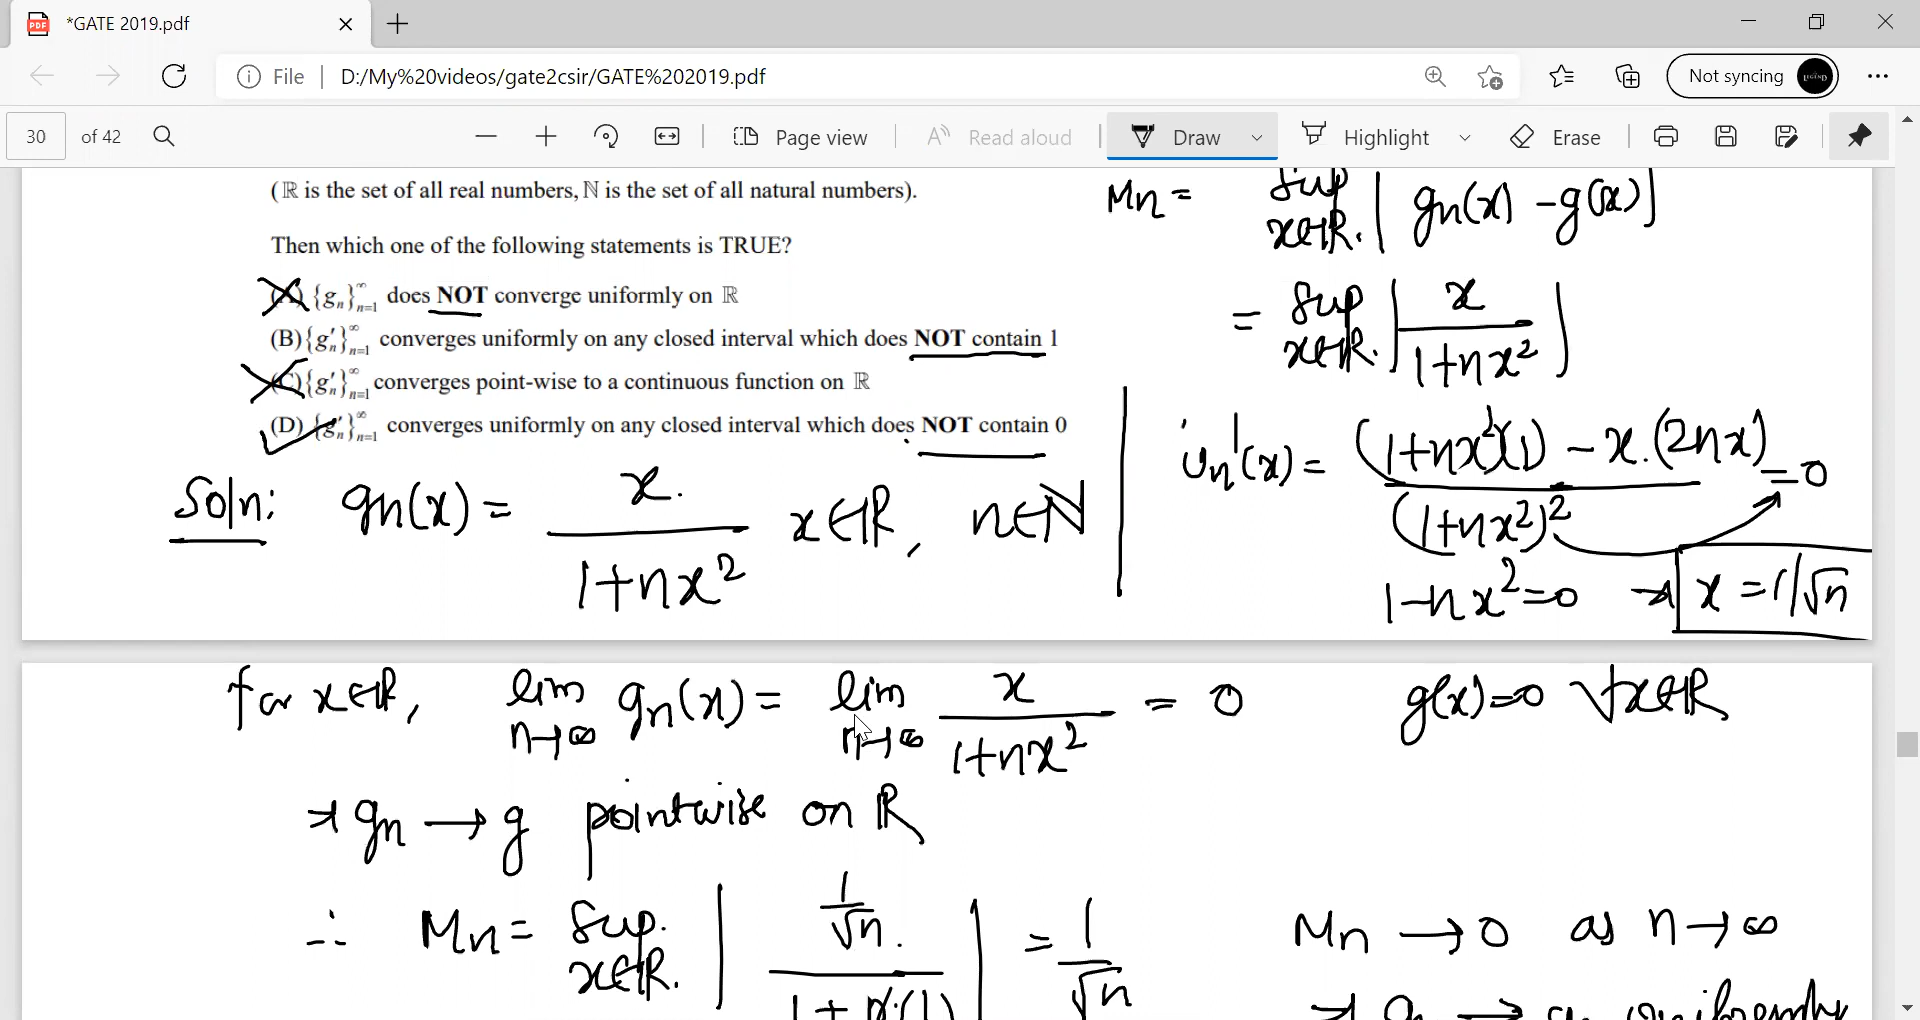 *GATE 2019.pdf
File | D:/My%20videos/gate2csir/GATE%202019.pdf
Not syncing
LEGEND
30 of 42
Page view
Read aloud
Draw
Highlight
Erase
(ℝ is the set of all real numbers, ℕ is the set of all natural numbers).
Then which one of the following statements is TRUE?
(A) {gₙ}ₙ₌₁^∞ does NOT converge uniformly on ℝ
(B) {g′ₙ}ₙ₌₁^∞ converges uniformly on any closed interval which does NOT contain 1
(C) {g′ₙ}ₙ₌₁^∞ converges point-wise to a continuous function on ℝ
(D) {g′ₙ}ₙ₌₁^∞ converges uniformly on any closed interval which does NOT contain 0
Soln: gn(x) = x / (1+nx²) x∈ℝ, n∈ℕ
Mn = Sup x∈ℝ. | gn(x) - g(x) |
= Sup x∈ℝ. | x / (1+nx²) |
un'(x) = ((1+nx²)(1) - x.(2nx)) / (1+nx²)² = 0
1-nx² = 0 → x = 1/√n
for x∈ℝ, lim n→∞ gn(x) = lim n→∞ x / (1+nx²) = 0 g(x)=0 ∀x∈ℝ
→ gn → g pointwise on ℝ
∴ Mn = Sup. x∈ℝ. | (1/√n) / (1 + n.(1) | = 1/√n Mn → 0 as n→∞
→ gn → g uniformly